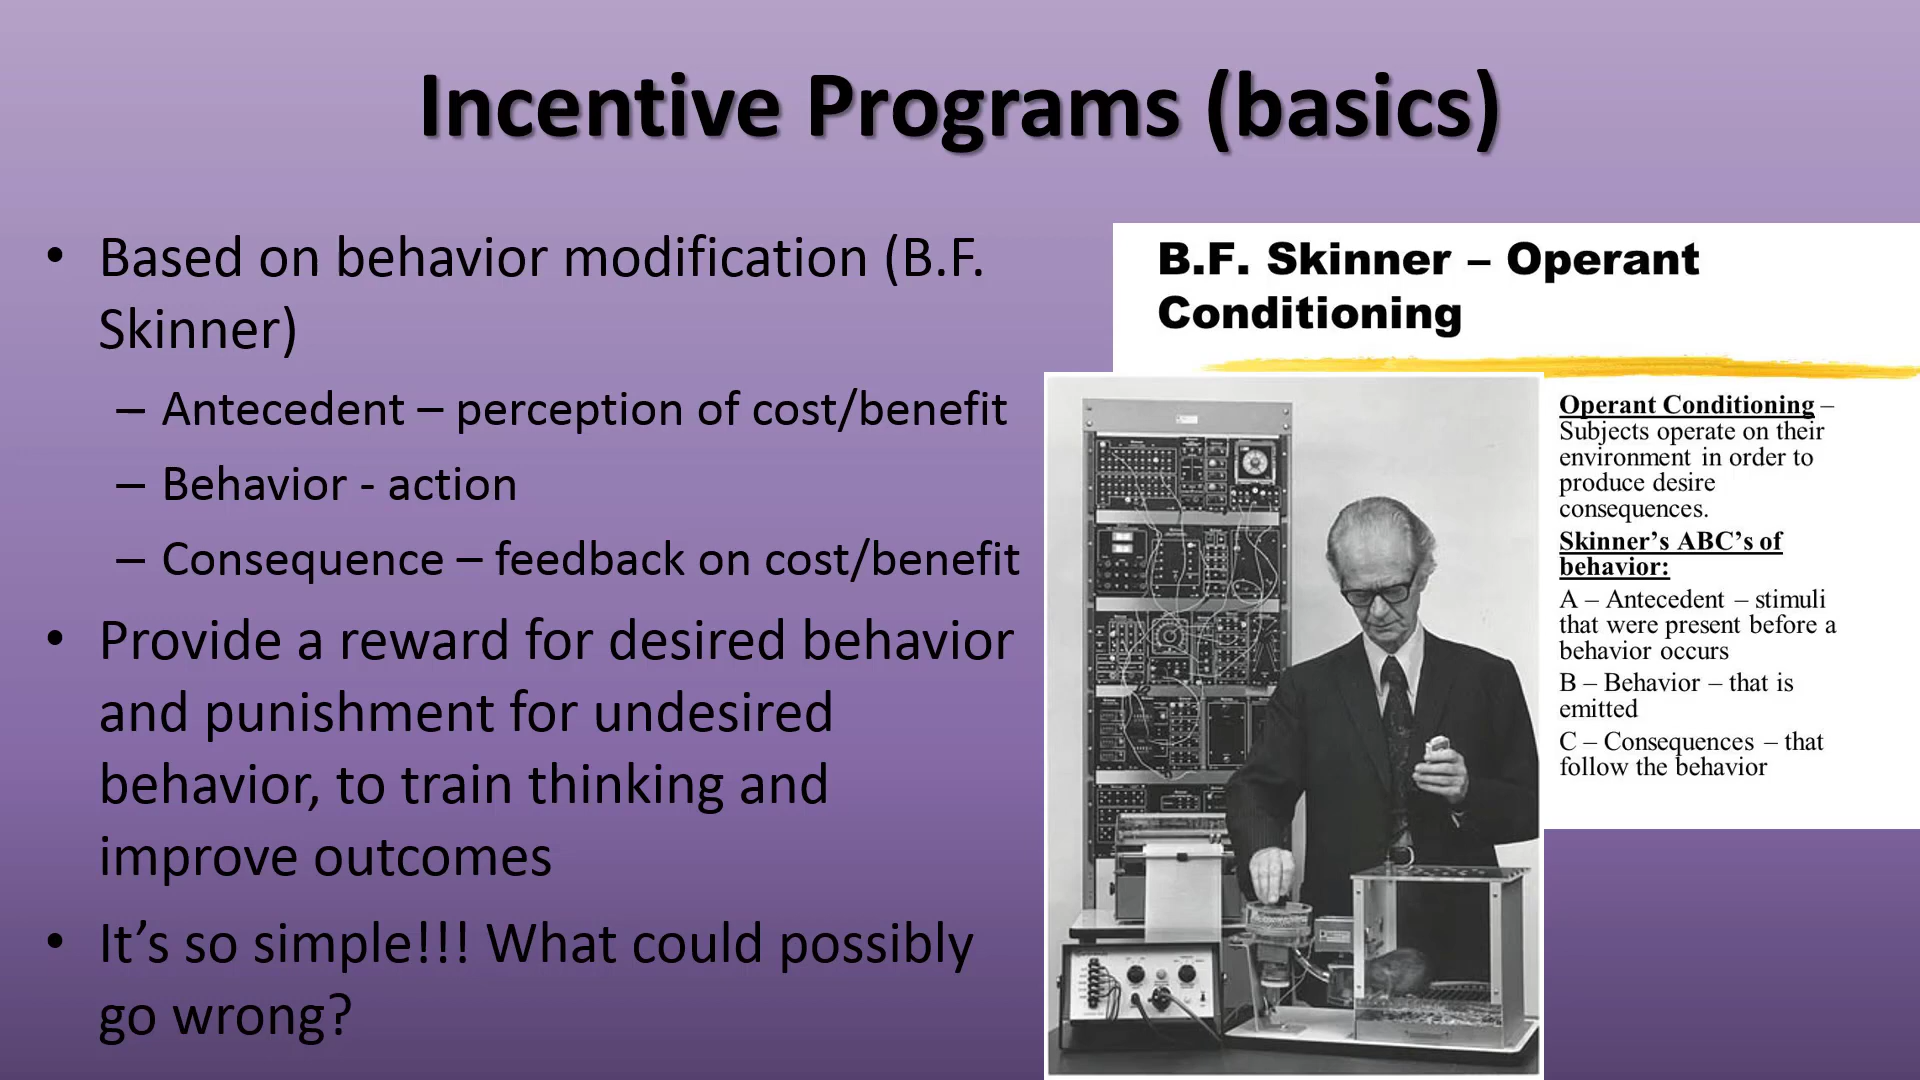 Incentive Programs (basics)
• Based on behavior modification (B.F.
Skinner)
– Antecedent – perception of cost/benefit
– Behavior - action
– Consequence – feedback on cost/benefit
• Provide a reward for desired behavior
and punishment for undesired
behavior, to train thinking and
improve outcomes
• It’s so simple!!! What could possibly
go wrong?
B.F. Skinner – Operant
Conditioning
Operant Conditioning –
Subjects operate on their
environment in order to
produce desire
consequences.
Skinner’s ABC’s of
behavior:
A – Antecedent – stimuli
that were present before a
behavior occurs
B – Behavior – that is
emitted
C – Consequences – that
follow the behavior